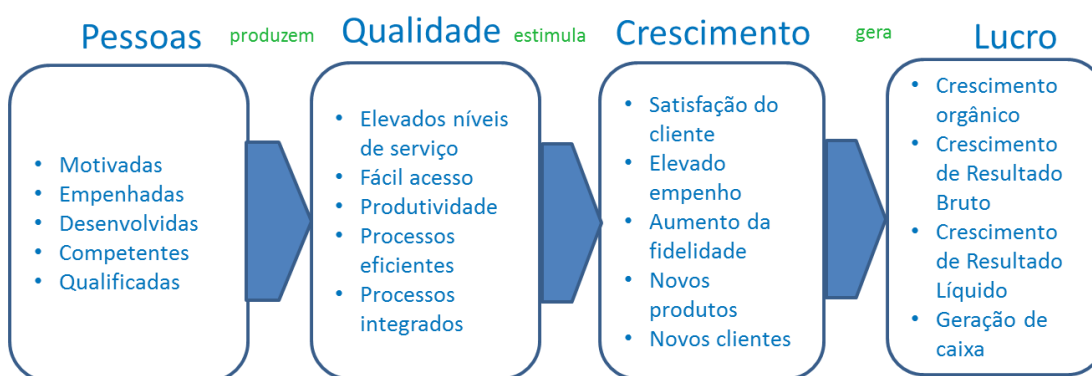 Pessoas produzem Qualidade estimula Crescimento gera Lucro
• Motivadas
• Empenhadas
• Desenvolvidas
• Competentes
• Qualificadas
• Elevados níveis
de serviço
• Fácil acesso
• Produtividade
• Processos
eficientes
• Processos
integrados
• Satisfação do
cliente
• Elevado
empenho
• Aumento da
fidelidade
• Novos
produtos
• Novos clientes
• Crescimento
orgânico
• Crescimento
de Resultado
Bruto
• Crescimento
de Resultado
Líquido
• Geração de
caixa